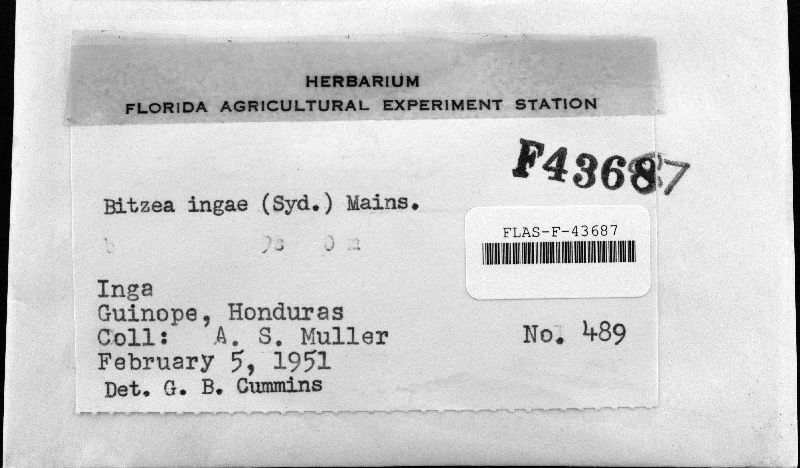 HERBARIUM
FLORIDA AGRICULTURAL EXPERIMENT STATION
F43687
Bitzea ingae (Syd.) Mains.
FLAS-F-43687
Inga
Guinope, Honduras
Coll: A. S. Muller No. 489
February 5, 1951
Det. G. B. Cummins